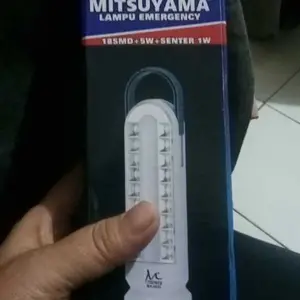 MITSUYAMA
LAMPU EMERGENCY
18SMD+5W+SENTER 1W